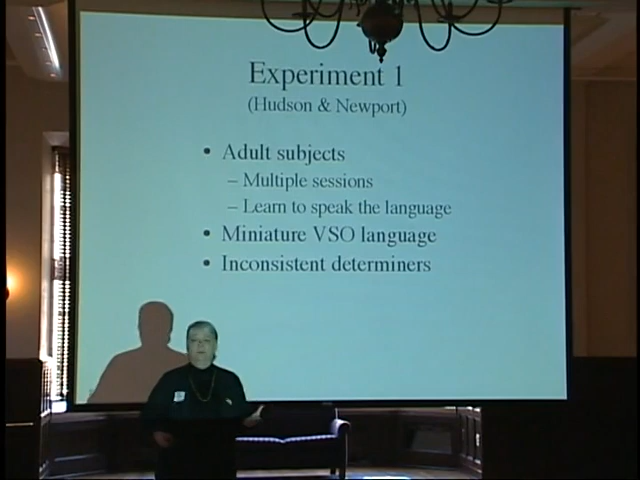 Experiment 1
(Hudson & Newport)
• Adult subjects
– Multiple sessions
– Learn to speak the language
• Miniature VSO language
• Inconsistent determiners